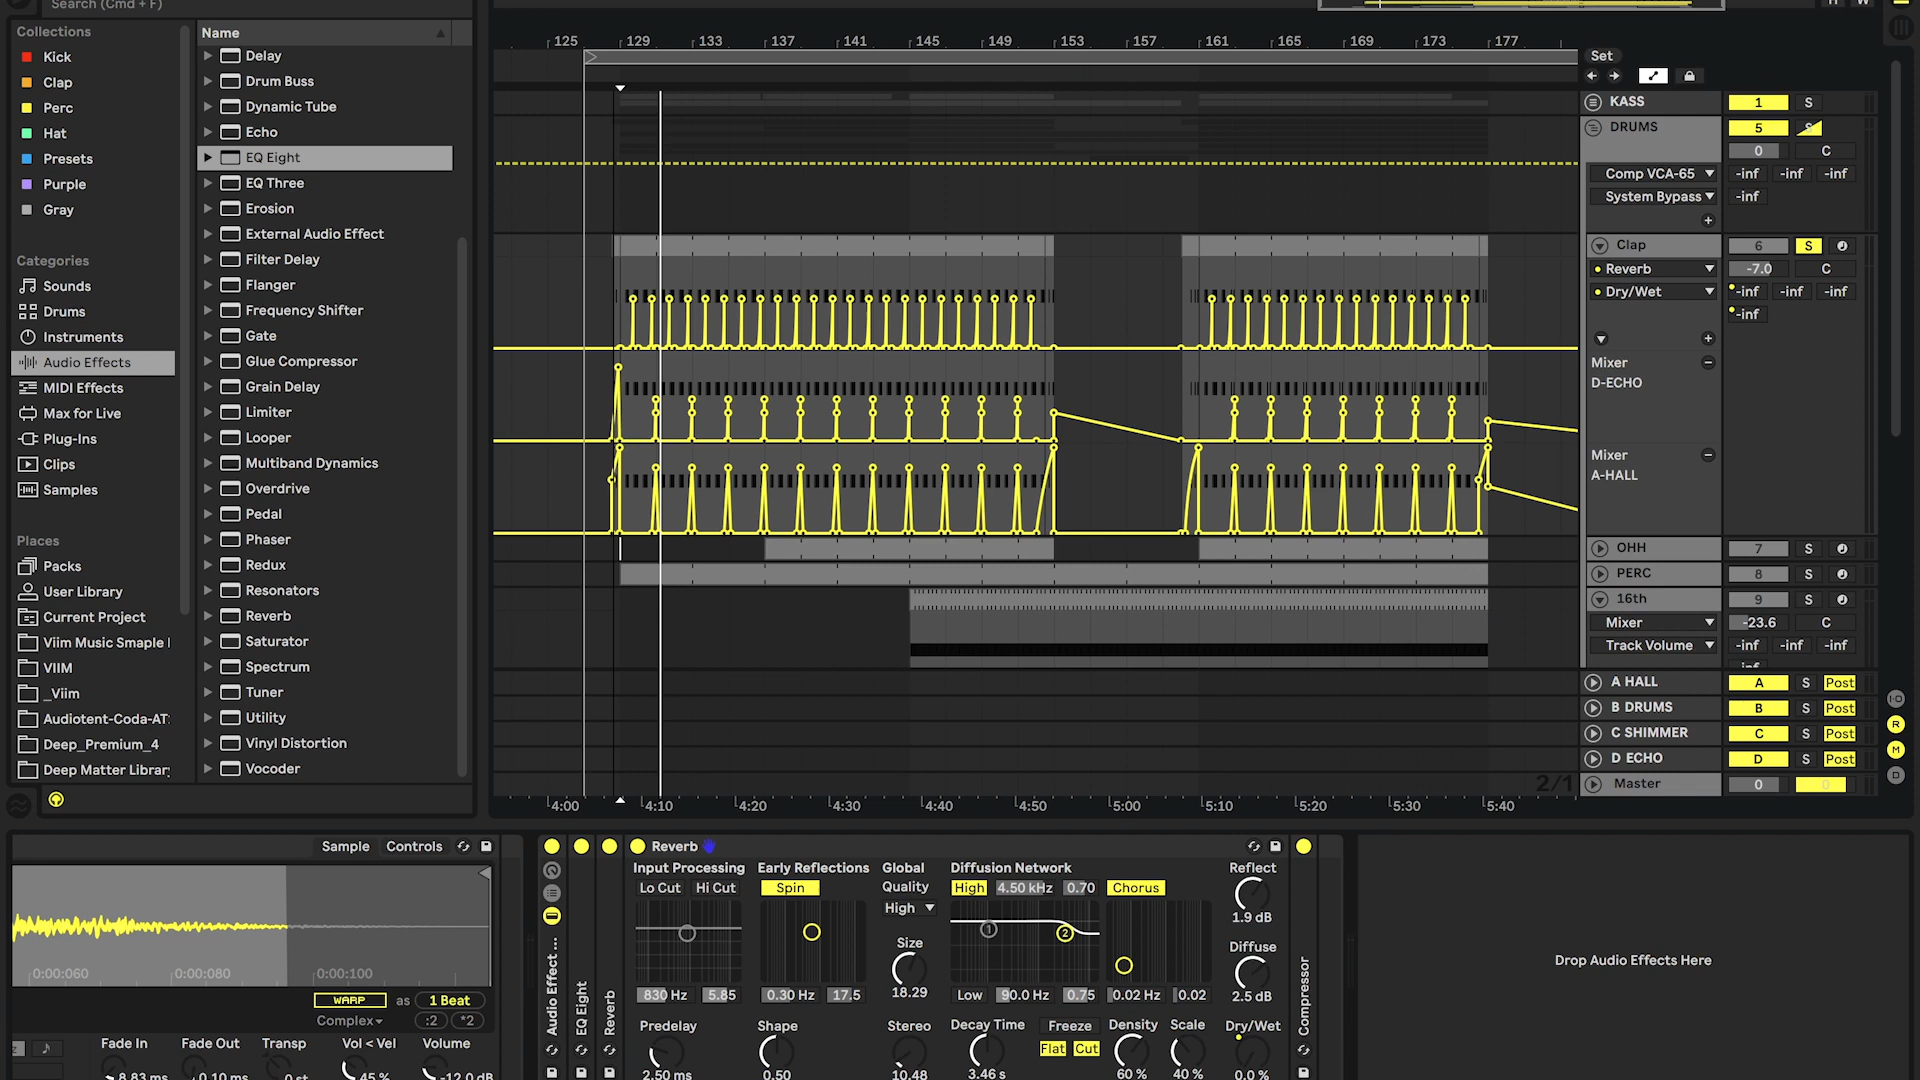 Search (Cmd + F)
Collections
Kick
Clap
Perc
Hat
Presets
Purple
Gray
Categories
Sounds
Drums
Instruments
Audio Effects
MIDI Effects
Max for Live
Plug-Ins
Clips
Samples
Places
Packs
User Library
Current Project
Viim Music Smaple
VIIM
_Viim
Audiotent-Coda-AT
Deep_Premium_4
Deep Matter Librar
Name
Delay
Drum Buss
Dynamic Tube
Echo
EQ Eight
EQ Three
Erosion
External Audio Effect
Filter Delay
Flanger
Frequency Shifter
Gate
Glue Compressor
Grain Delay
Limiter
Looper
Multiband Dynamics
Overdrive
Pedal
Phaser
Redux
Resonators
Reverb
Saturator
Spectrum
Tuner
Utility
Vinyl Distortion
Vocoder
H W
125 129 133 137 141 145 149 153 157 161 165 169 173 177
Set
KASS 1 S
DRUMS 5 S
0 C
Comp VCA-65 -inf -inf -inf
System Bypass -inf
Clap 6 S
Reverb -7.0 C
Dry/Wet -inf -inf -inf
-inf
Mixer
D-ECHO
Mixer
A-HALL
OHH 7 S
PERC 8 S
16th 9 S
Mixer -23.6 C
Track Volume -inf -inf -inf
-inf
A HALL A S Post
B DRUMS B S Post
C SHIMMER C S Post
D ECHO D S Post
Master 0 0
I-O
R
M
D
2/1
4:00 4:10 4:20 4:30 4:40 4:50 5:00 5:10 5:20 5:30 5:40
Sample Controls
0:00:060 0:00:080 0:00:100
WARP as 1 Beat
Complex :2 *2
Fade In Fade Out Transp Vol < Vel Volume
8.83 ms 0.10 ms 0 st 45 % -12.0 dB
Audio Effect ...
EQ Eight
Reverb
Reverb
Input Processing Early Reflections Global Diffusion Network Reflect
Lo Cut Hi Cut Spin Quality High 4.50 kHz 0.70 Chorus
High
1.9 dB
1 2
Size
Diffuse
18.29
2.5 dB
830 Hz 5.85 0.30 Hz 17.5 Low 90.0 Hz 0.75 0.02 Hz 0.02
Predelay Shape Stereo Decay Time Freeze Density Scale Dry/Wet
Flat Cut
2.50 ms 0.50 10.48 3.46 s 60 % 40 % 0.0 %
Compressor
Drop Audio Effects Here